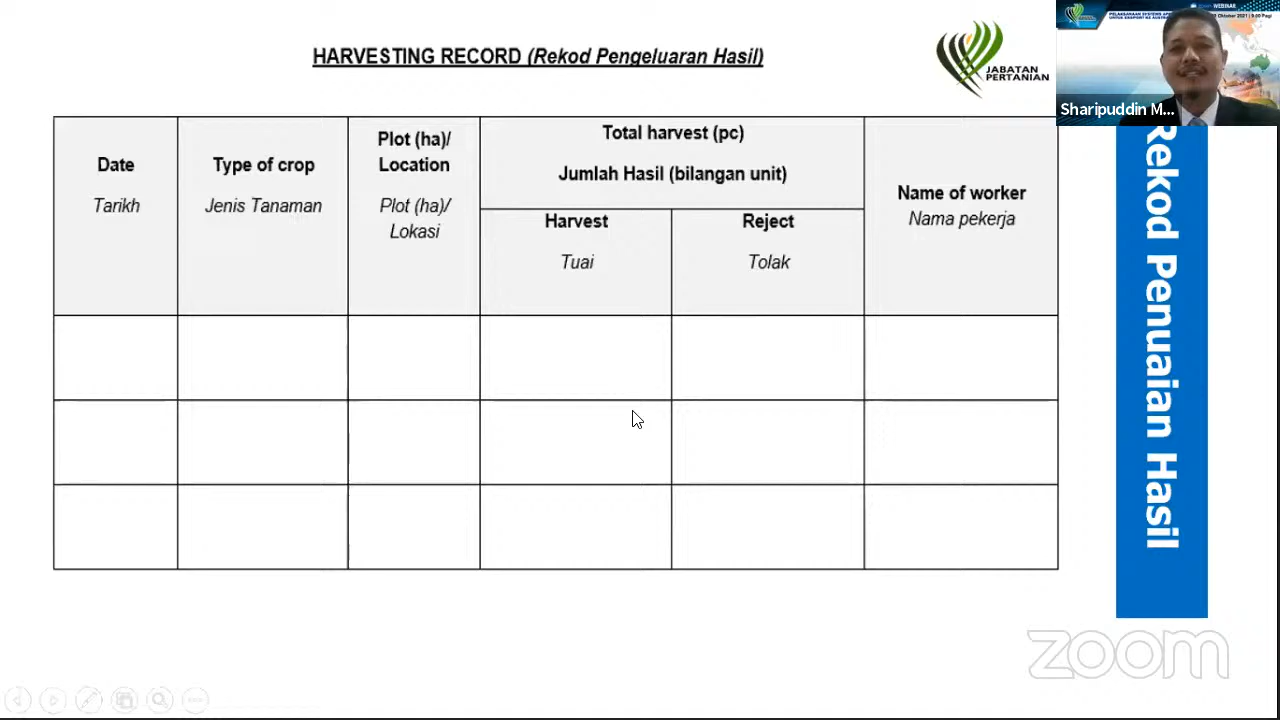 HARVESTING RECORD (Rekod Pengeluaran Hasil)
JABATAN
PERTANIAN
WEBINAR
Sharipuddin M...
Date
Tarikh
Type of crop
Jenis Tanaman
Plot (ha)/
Location
Plot (ha)/
Lokasi
Total harvest (pc)
Jumlah Hasil (bilangan unit)
Harvest
Tuai
Reject
Tolak
Name of worker
Nama pekerja
Rekod Penuaian Hasil
zoom